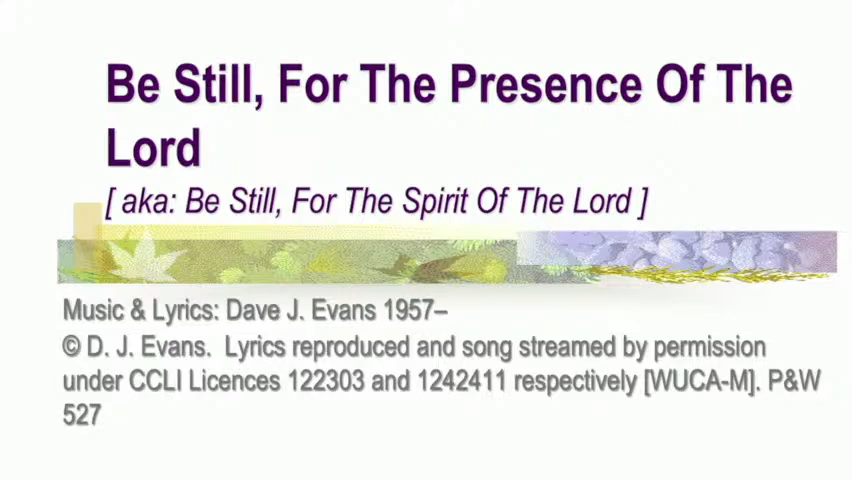 Be Still, For The Presence Of The
Lord
[ aka: Be Still, For The Spirit Of The Lord ]
Music & Lyrics: Dave J. Evans 1957–
© D. J. Evans.  Lyrics reproduced and song streamed by permission
under CCLI Licences 122303 and 1242411 respectively [WUCA-M]. P&W
527